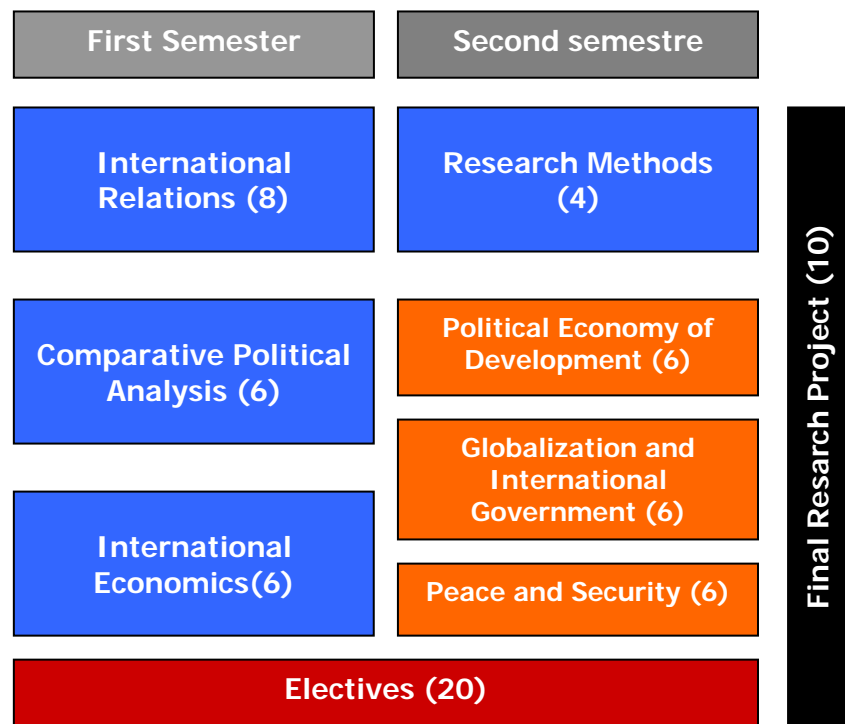 First Semester
Second semestre
International
Relations (8)
Research Methods
(4)
Comparative Political
Analysis (6)
Political Economy of
Development (6)
Globalization and
International
Government (6)
International
Economics(6)
Peace and Security (6)
Electives (20)
Final Resarch Project (10)